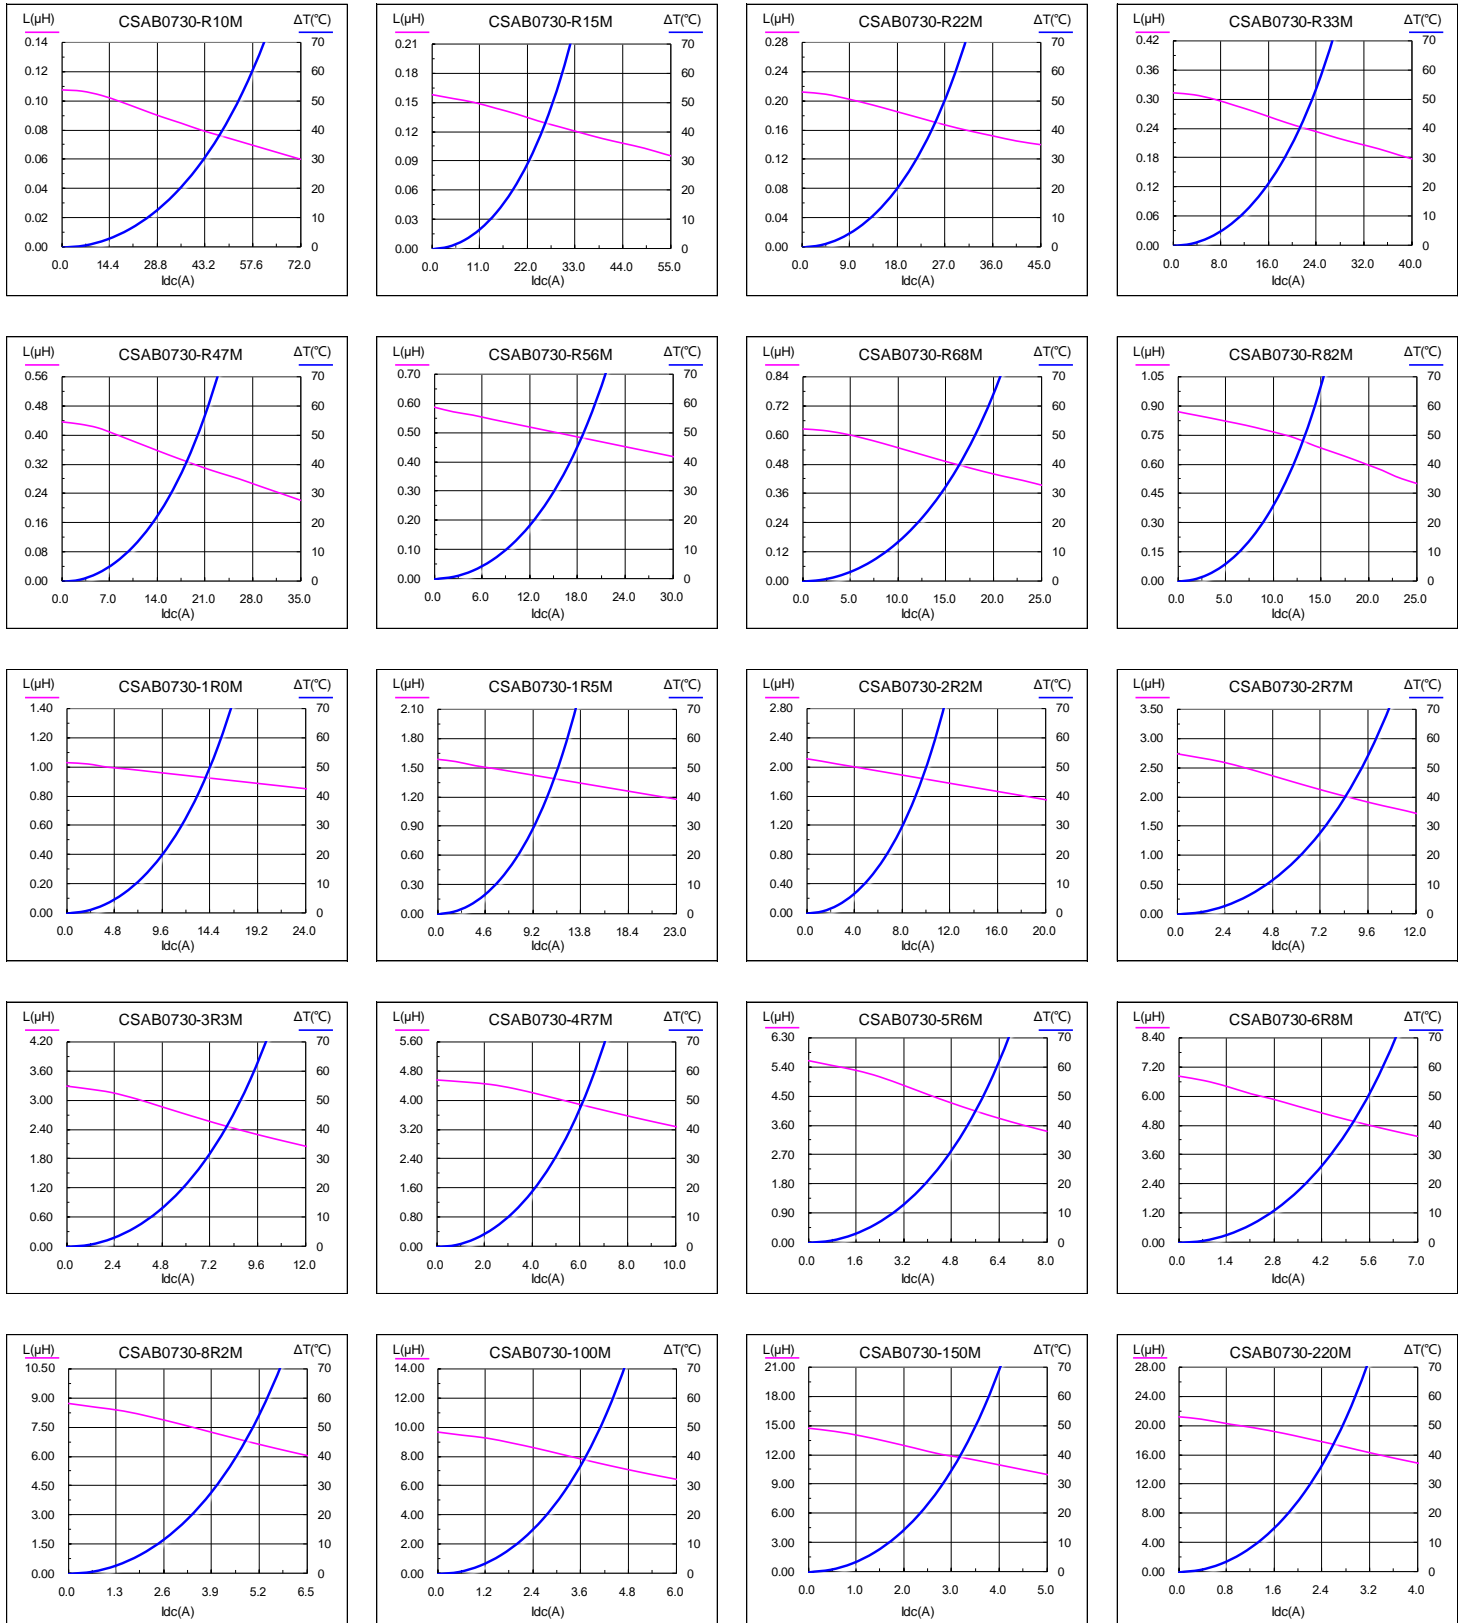 L(μH) CSAB0730-R10M ΔT(℃)
0.14 70
0.12 60
0.10 50
0.08 40
0.06 30
0.04 20
0.02 10
0.00 0
0.0 14.4 28.8 43.2 57.6 72.0
Idc(A)
L(μH) CSAB0730-R15M ΔT(℃)
0.21 70
0.18 60
0.15 50
0.12 40
0.09 30
0.06 20
0.03 10
0.00 0
0.0 11.0 22.0 33.0 44.0 55.0
Idc(A)
L(μH) CSAB0730-R22M ΔT(℃)
0.28 70
0.24 60
0.20 50
0.16 40
0.12 30
0.08 20
0.04 10
0.00 0
0.0 9.0 18.0 27.0 36.0 45.0
Idc(A)
L(μH) CSAB0730-R33M ΔT(℃)
0.42 70
0.36 60
0.30 50
0.24 40
0.18 30
0.12 20
0.06 10
0.00 0
0.0 8.0 16.0 24.0 32.0 40.0
Idc(A)
L(μH) CSAB0730-R47M ΔT(℃)
0.56 70
0.48 60
0.40 50
0.32 40
0.24 30
0.16 20
0.08 10
0.00 0
0.0 7.0 14.0 21.0 28.0 35.0
Idc(A)
L(μH) CSAB0730-R56M ΔT(℃)
0.70 70
0.60 60
0.50 50
0.40 40
0.30 30
0.20 20
0.10 10
0.00 0
0.0 6.0 12.0 18.0 24.0 30.0
Idc(A)
L(μH) CSAB0730-R68M ΔT(℃)
0.84 70
0.72 60
0.60 50
0.48 40
0.36 30
0.24 20
0.12 10
0.00 0
0.0 5.0 10.0 15.0 20.0 25.0
Idc(A)
L(μH) CSAB0730-R82M ΔT(℃)
1.05 70
0.90 60
0.75 50
0.60 40
0.45 30
0.30 20
0.15 10
0.00 0
0.0 5.0 10.0 15.0 20.0 25.0
Idc(A)
L(μH) CSAB0730-1R0M ΔT(℃)
1.40 70
1.20 60
1.00 50
0.80 40
0.60 30
0.40 20
0.20 10
0.00 0
0.0 4.8 9.6 14.4 19.2 24.0
Idc(A)
L(μH) CSAB0730-1R5M ΔT(℃)
2.10 70
1.80 60
1.50 50
1.20 40
0.90 30
0.60 20
0.30 10
0.00 0
0.0 4.6 9.2 13.8 18.4 23.0
Idc(A)
L(μH) CSAB0730-2R2M ΔT(℃)
2.80 70
2.40 60
2.00 50
1.60 40
1.20 30
0.80 20
0.40 10
0.00 0
0.0 4.0 8.0 12.0 16.0 20.0
Idc(A)
L(μH) CSAB0730-2R7M ΔT(℃)
3.50 70
3.00 60
2.50 50
2.00 40
1.50 30
1.00 20
0.50 10
0.00 0
0.0 2.4 4.8 7.2 9.6 12.0
Idc(A)
L(μH) CSAB0730-3R3M ΔT(℃)
4.20 70
3.60 60
3.00 50
2.40 40
1.80 30
1.20 20
0.60 10
0.00 0
0.0 2.4 4.8 7.2 9.6 12.0
Idc(A)
L(μH) CSAB0730-4R7M ΔT(℃)
5.60 70
4.80 60
4.00 50
3.20 40
2.40 30
1.60 20
0.80 10
0.00 0
0.0 2.0 4.0 6.0 8.0 10.0
Idc(A)
L(μH) CSAB0730-5R6M ΔT(℃)
6.30 70
5.40 60
4.50 50
3.60 40
2.70 30
1.80 20
0.90 10
0.00 0
0.0 1.6 3.2 4.8 6.4 8.0
Idc(A)
L(μH) CSAB0730-6R8M ΔT(℃)
8.40 70
7.20 60
6.00 50
4.80 40
3.60 30
2.40 20
1.20 10
0.00 0
0.0 1.4 2.8 4.2 5.6 7.0
Idc(A)
L(μH) CSAB0730-8R2M ΔT(℃)
10.50 70
9.00 60
7.50 50
6.00 40
4.50 30
3.00 20
1.50 10
0.00 0
0.0 1.3 2.6 3.9 5.2 6.5
Idc(A)
L(μH) CSAB0730-100M ΔT(℃)
14.00 70
12.00 60
10.00 50
8.00 40
6.00 30
4.00 20
2.00 10
0.00 0
0.0 1.2 2.4 3.6 4.8 6.0
Idc(A)
L(μH) CSAB0730-150M ΔT(℃)
21.00 70
18.00 60
15.00 50
12.00 40
9.00 30
6.00 20
3.00 10
0.00 0
0.0 1.0 2.0 3.0 4.0 5.0
Idc(A)
L(μH) CSAB0730-220M ΔT(℃)
28.00 70
24.00 60
20.00 50
16.00 40
12.00 30
8.00 20
4.00 10
0.00 0
0.0 0.8 1.6 2.4 3.2 4.0
Idc(A)